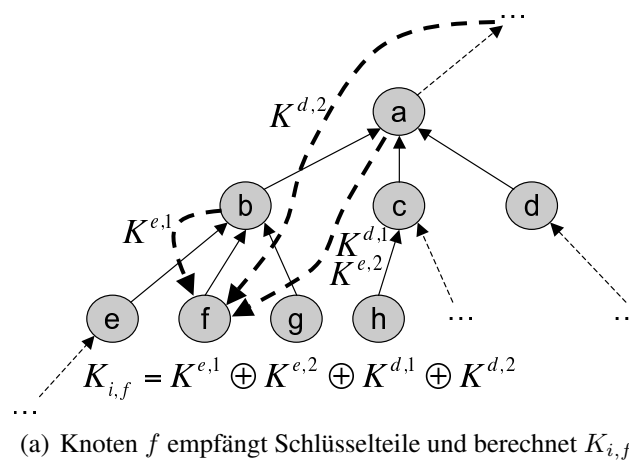 ...
K^{d,2}
a
K^{e,1}
b
c
d
K^{d,1}
K^{e,2}
e
f
g
h
...
...
K_{i,f} = K^{e,1} ⊕ K^{e,2} ⊕ K^{d,1} ⊕ K^{d,2}
...
(a) Knoten f empfängt Schlüsselteile und berechnet K_{i,f}